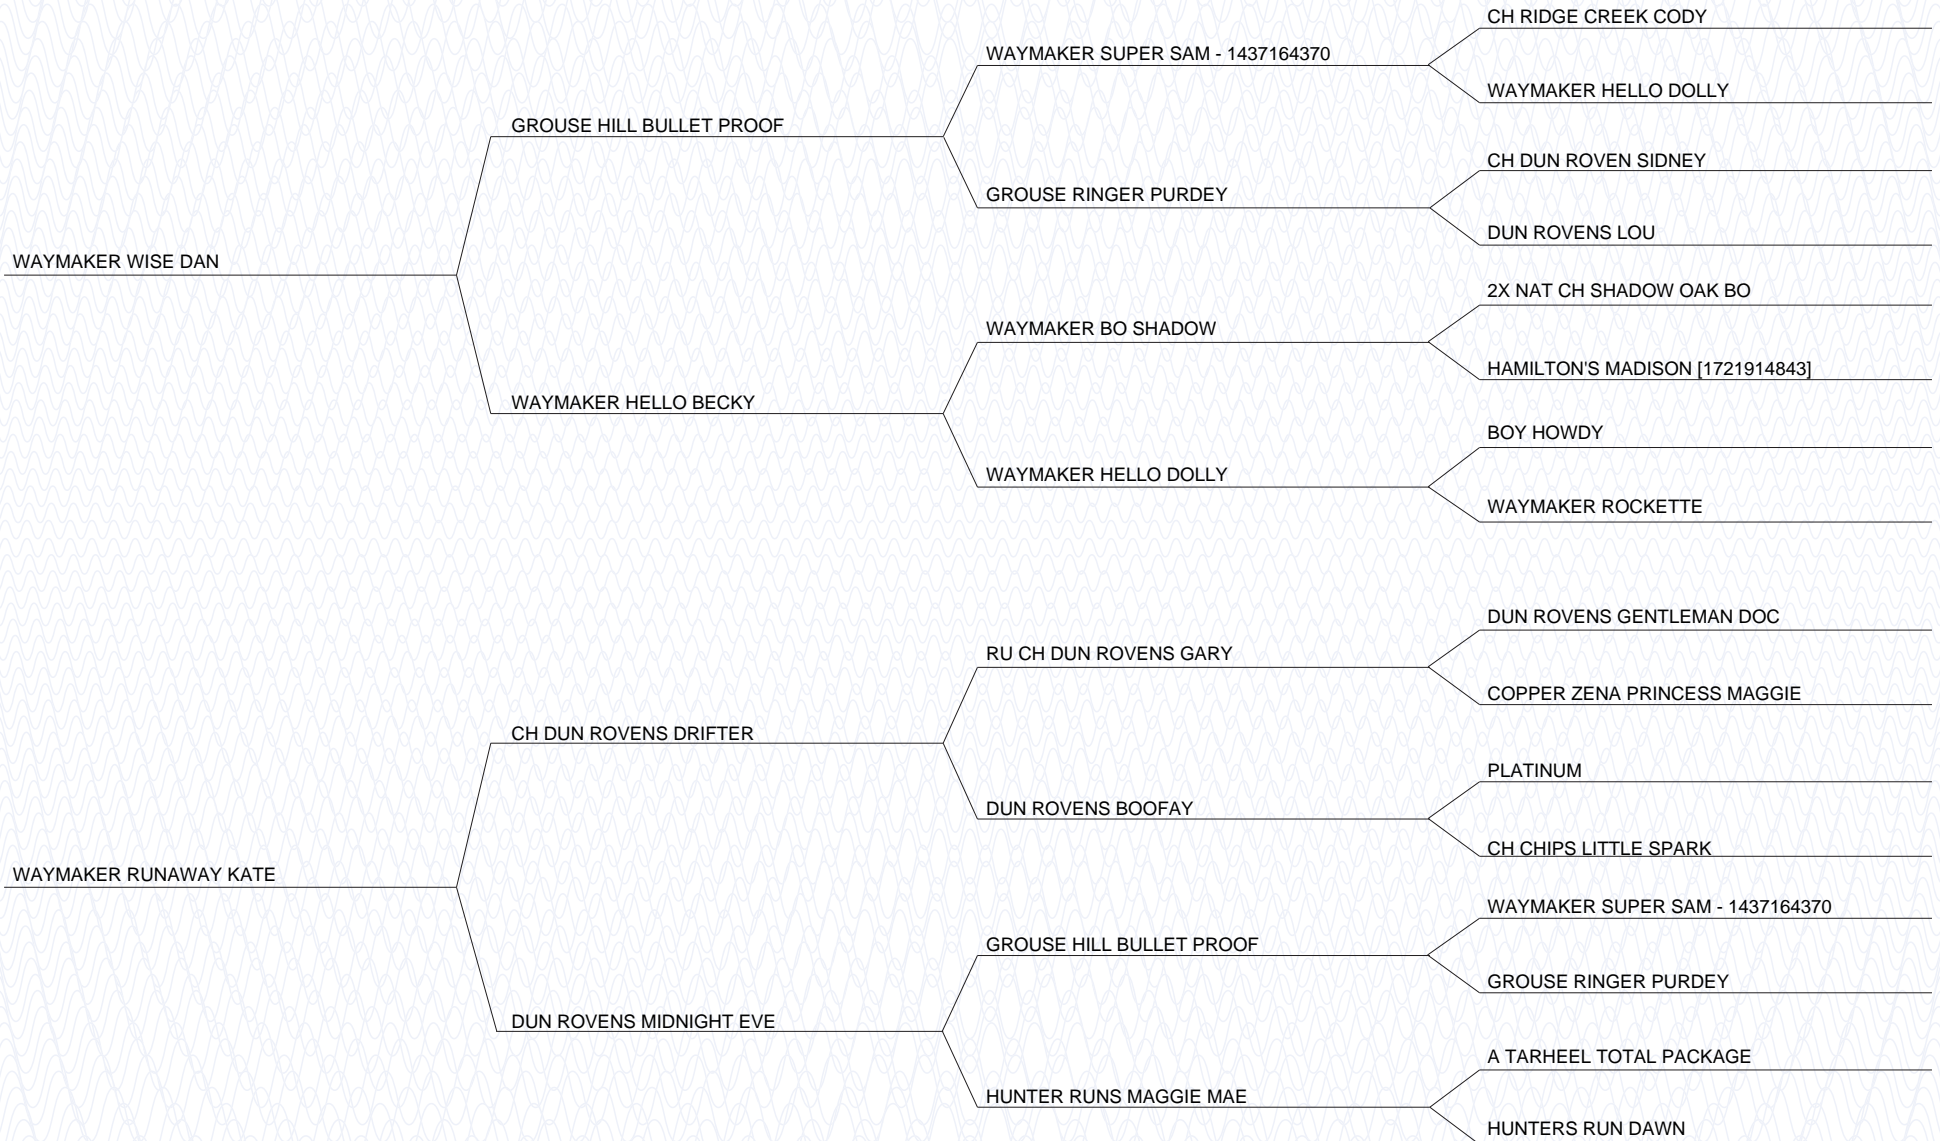 CH RIDGE CREEK CODY
WAYMAKER SUPER SAM - 1437164370
WAYMAKER HELLO DOLLY
GROUSE HILL BULLET PROOF
CH DUN ROVEN SIDNEY
GROUSE RINGER PURDEY
DUN ROVENS LOU
WAYMAKER WISE DAN
2X NAT CH SHADOW OAK BO
WAYMAKER BO SHADOW
HAMILTON'S MADISON [1721914843]
WAYMAKER HELLO BECKY
BOY HOWDY
WAYMAKER HELLO DOLLY
WAYMAKER ROCKETTE
DUN ROVENS GENTLEMAN DOC
RU CH DUN ROVENS GARY
COPPER ZENA PRINCESS MAGGIE
CH DUN ROVENS DRIFTER
PLATINUM
DUN ROVENS BOOFAY
CH CHIPS LITTLE SPARK
WAYMAKER RUNAWAY KATE
WAYMAKER SUPER SAM - 1437164370
GROUSE HILL BULLET PROOF
GROUSE RINGER PURDEY
DUN ROVENS MIDNIGHT EVE
A TARHEEL TOTAL PACKAGE
HUNTER RUNS MAGGIE MAE
HUNTERS RUN DAWN